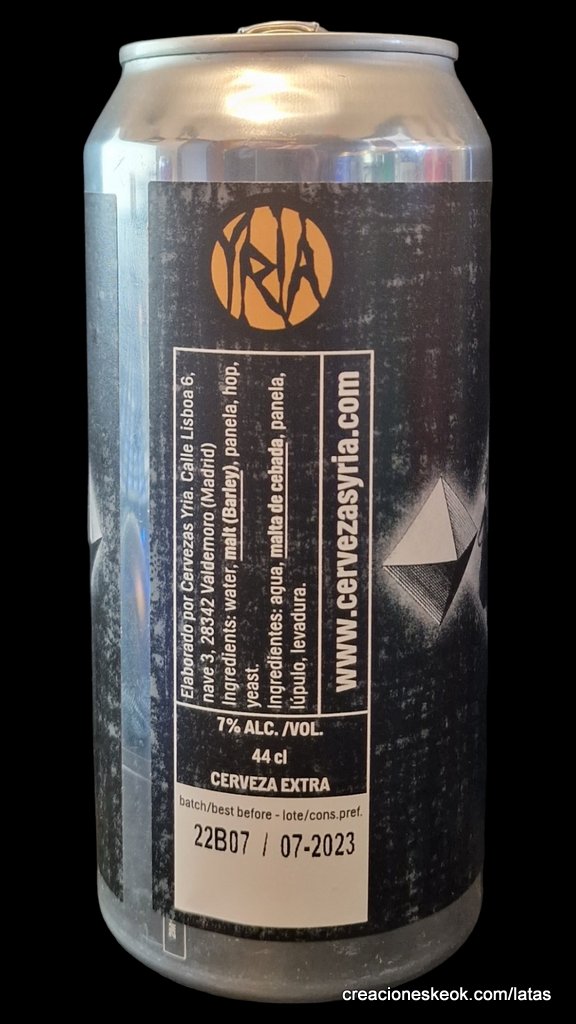 YRIA
Elaborado por Cervezas Yria. Calle Lisboa 6,
nave 3, 28342 Valdemoro (Madrid)
Ingredients: water, malt (Barley), panela, hop,
yeast.
Ingredientes: agua, malta de cebada, panela,
lúpulo, levadura.
www.cervezasyria.com
7% ALC. /VOL.
44 cl
CERVEZA EXTRA
batch/best before - lote/cons.pref.
22B07 / 07-2023
creacioneskeok.com/latas